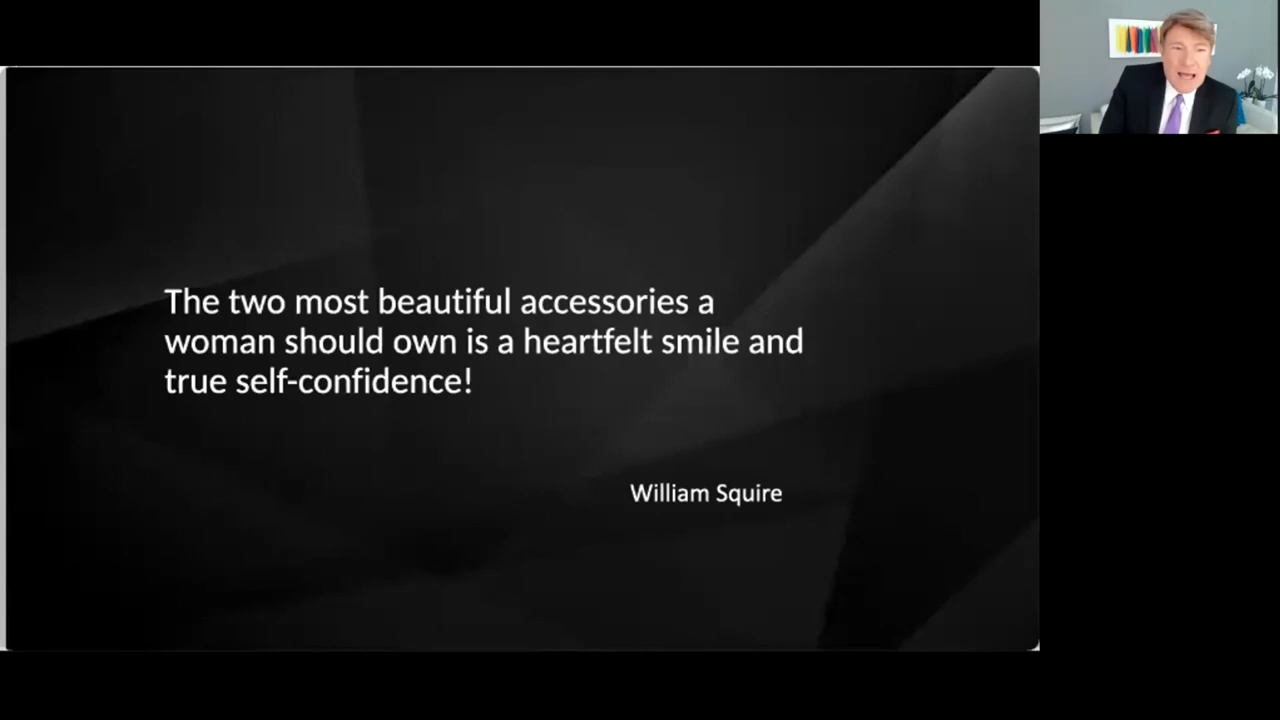 The two most beautiful accessories a
woman should own is a heartfelt smile and
true self-confidence!
William Squire